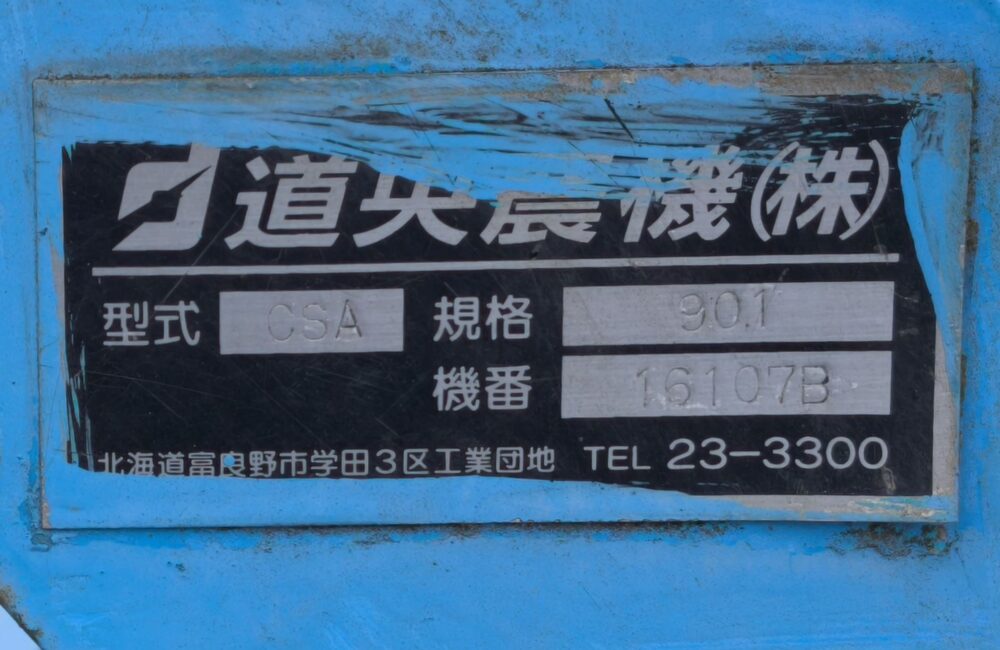 道央農機(株)
型式 CSA 規格 901
機番 16107B
北海道富良野市学田3区工業団地 TEL 23-3300